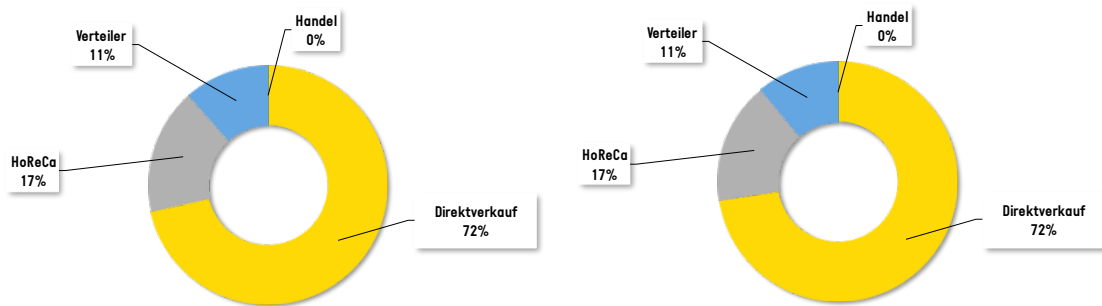 Handel
0%
Verteiler
11%
HoReCa
17%
Direktverkauf
72%
Handel
0%
Verteiler
11%
HoReCa
17%
Direktverkauf
72%